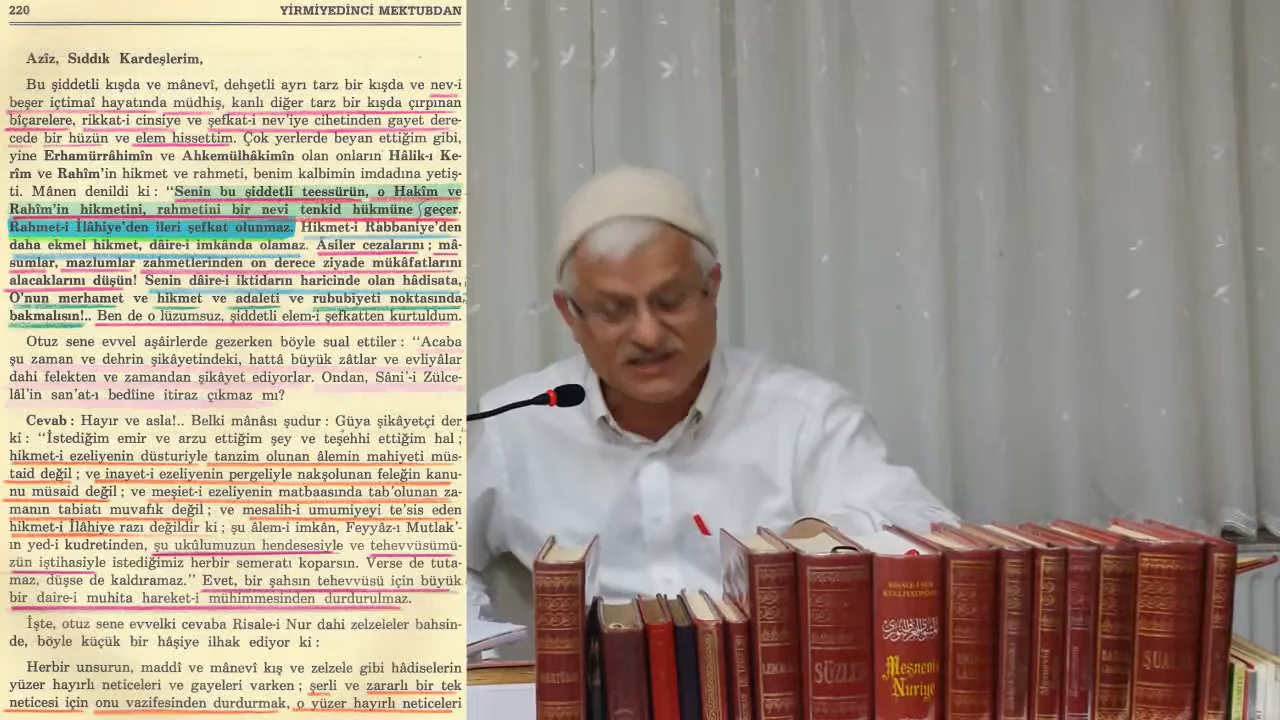 220
YİRMİYEDİNCİ MEKTUBDAN
Azîz, Sıddık Kardeşlerim,
Bu şiddetli kışda ve mânevî, dehşetli ayrı tarz bir kışda ve nev-i
beşer içtimaî hayatında müdhiş, kanlı diğer tarz bir kışda çırpınan
bîçarelere, rikkat-i cinsiye ve şefkat-i nev'iye cihetinden gayet dere-
cede bir hüzün ve elem hissettim. Çok yerlerde beyan ettiğim gibi,
yine Erhamürrâhimîn ve Ahkemülhâkimîn olan onların Hâlik-ı Ke-
rîm ve Rahîm'in hikmet ve rahmeti, benim kalbimin imdadına yetiş-
ti. Mânen denildi ki : "Senin bu şiddetli teessürün, o Hakîm ve
Rahîm'in hikmetini, rahmetini bir nevi tenkid hükmüne geçer.
Rahmet-i İlâhiye'den ileri şefkat olunmaz. Hikmet-i Rabbaniye'den
daha ekmel hikmet, dâire-i imkânda olamaz. Âsiler cezalarını ; mâ-
sumlar, mazlumlar zahmetlerinden on derece ziyade mükâfatlarını
alacaklarını düşün! Senin dâire-i iktidarın haricinde olan hâdisata,
O'nun merhamet ve hikmet ve adaleti ve rububiyeti noktasında
bakmalısın!.. Ben de o lüzumsuz, şiddetli elem-i şefkatten kurtuldum.
Otuz sene evvel aşâirlerde gezerken böyle sual ettiler : "Acaba
şu zaman ve dehrin şikâyetindeki, hattâ büyük zâtlar ve evliyâlar
dahi felekten ve zamandan şikâyet ediyorlar. Ondan, Sâni'-i Zülce-
lâl'in san'at-ı bedîine itiraz çıkmaz mı?
Cevab : Hayır ve asla!.. Belki mânâsı şudur : Güya şikâyetçi der
ki : "İstediğim emir ve arzu ettiğim şey ve teşehhi ettiğim hal ;
hikmet-i ezeliyenin düsturiyle tanzim olunan âlemin mahiyeti müs-
taid değil ; ve inayet-i ezeliyenin pergeliyle nakşolunan feleğin kanu-
nu müsaid değil ; ve meşiet-i ezeliyenin matbaasında tab'olunan za-
manın tabiatı muvafık değil ; ve mesalih-i umumiyeyi te'sis eden
hikmet-i İlâhiye razı değildir ki ; şu âlem-i imkân, Feyyâz-ı Mutlak'-
ın yed-i kudretinden, şu ukûlumuzun hendesesiyle ve tehevvüsümü-
zün iştihasiyle istediğimiz herbir semeratı koparsın. Verse de tuta-
maz, düşse de kaldıramaz." Evet, bir şahsın tehevvüsü için büyük
bir daire-i muhita hareket-i mühimmesinden durdurulmaz.
İşte, otuz sene evvelki cevaba Risale-i Nur dahi zelzeleler bahsin-
de, böyle küçük bir hâşiye ilhak ediyor ki :
Herbir unsurun, maddî ve mânevî kış ve zelzele gibi hâdiselerin
yüzer hayırlı neticeleri ve gayeleri varken ; şerli ve zararlı bir tek
neticesi için onu vazifesinden durdurmak, o yüzer hayırlı neticeleri
SÖZLER
RİSALE-İ NUR
KÜLLİYATINDAN
Mesnevî-i
Nuriye